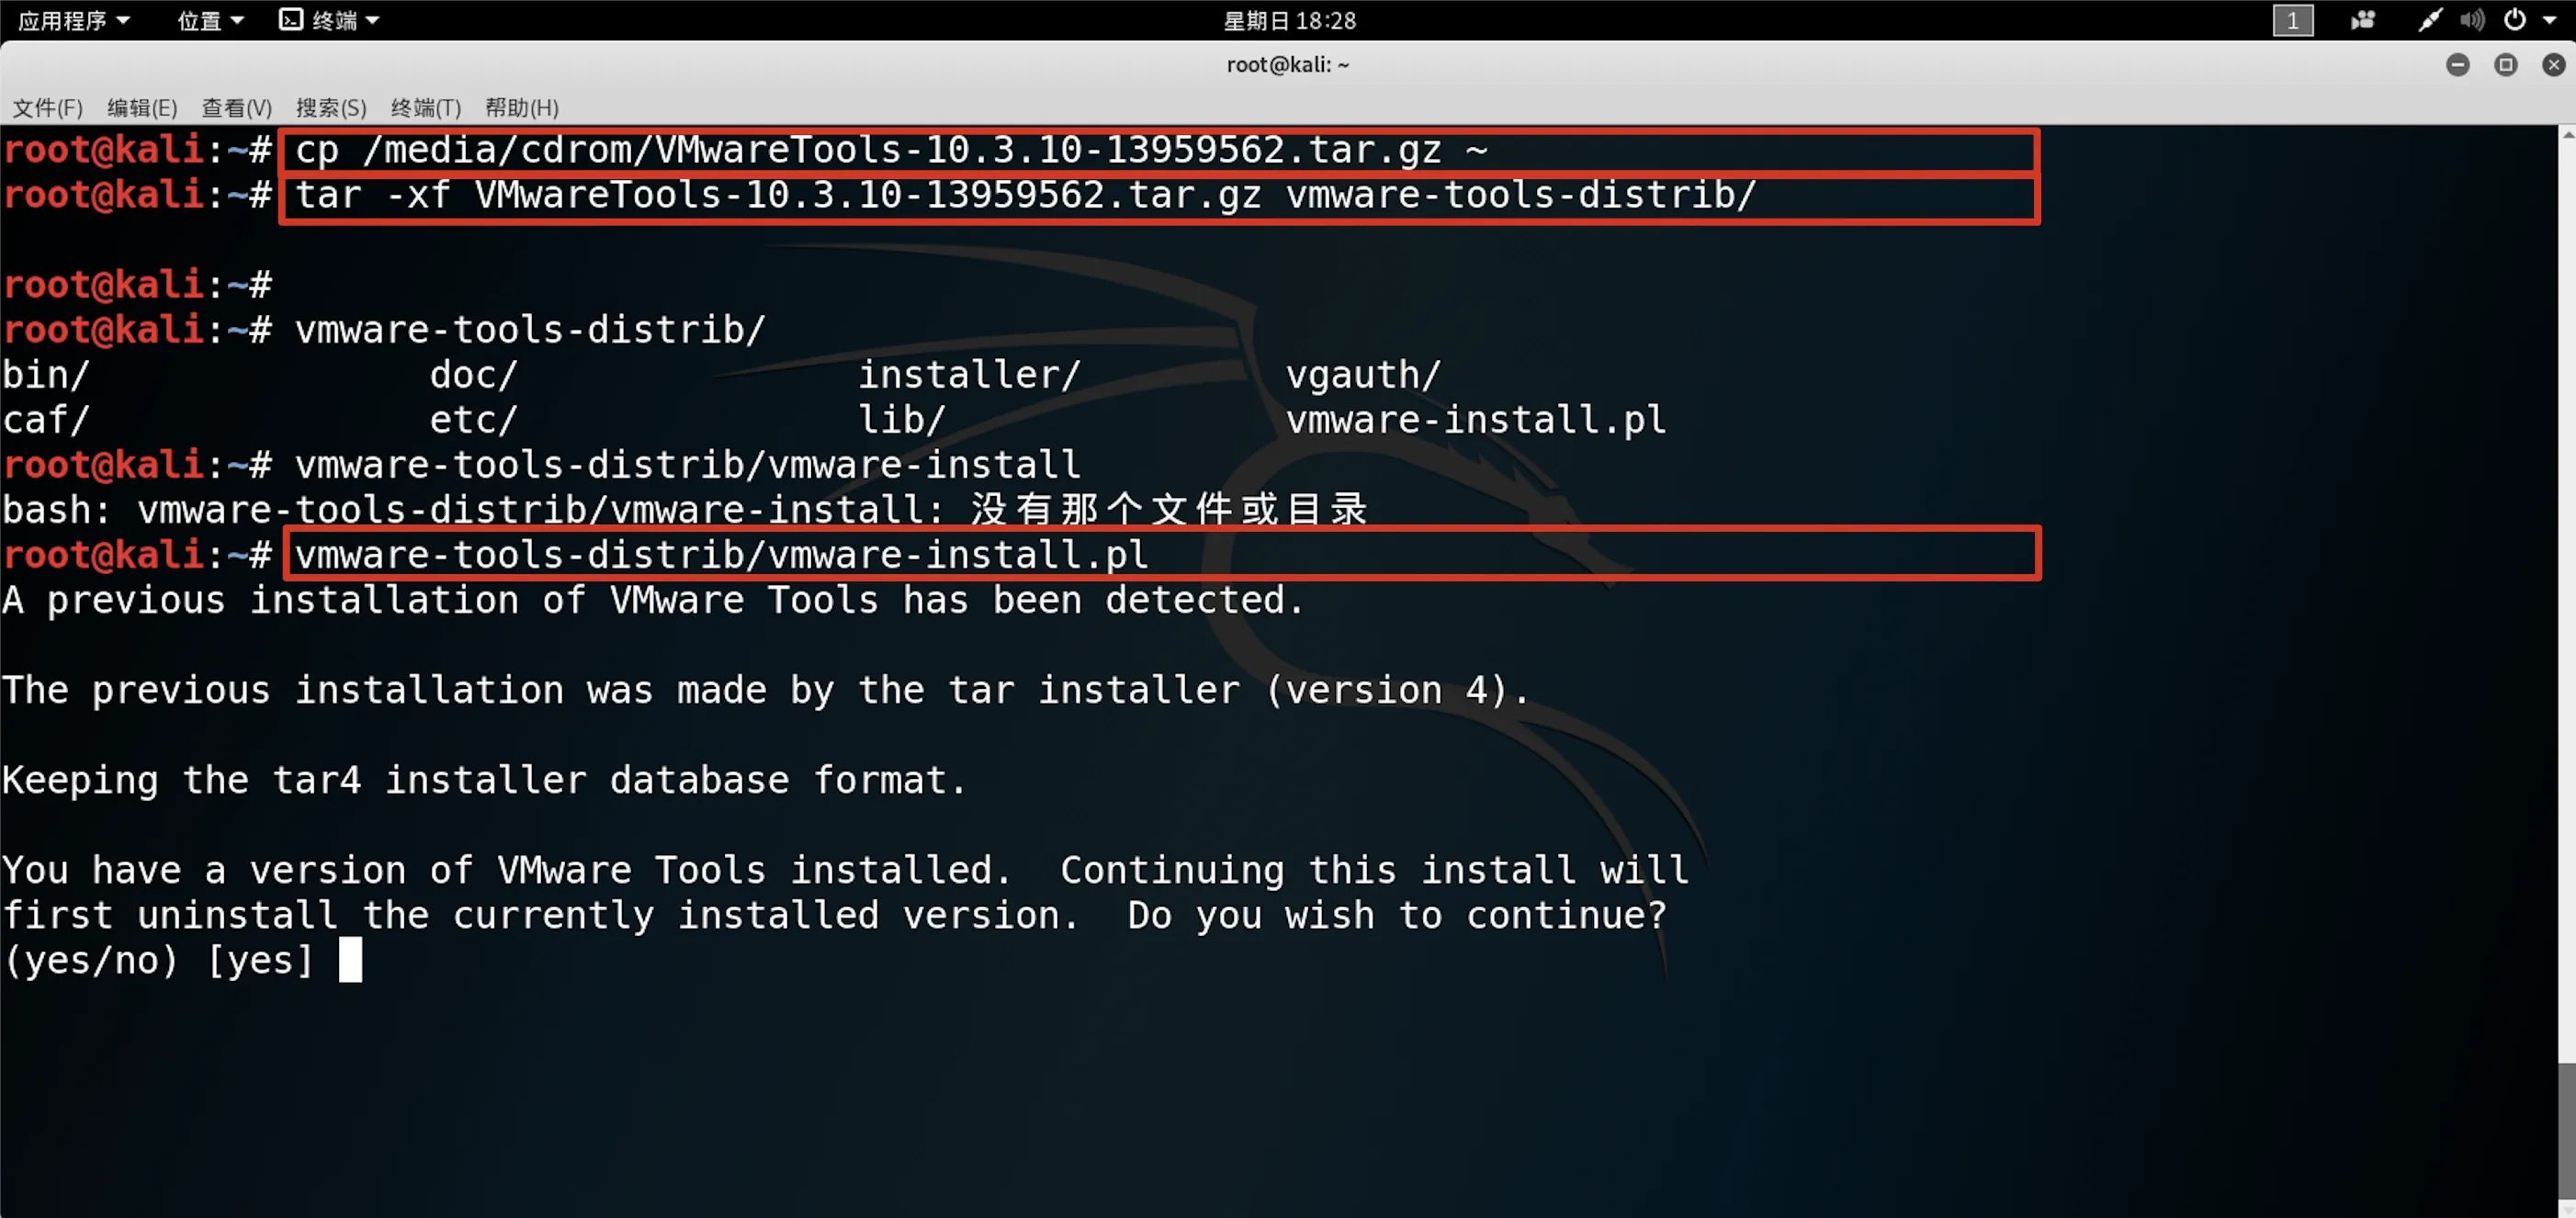 应用程序 位置 终端 星期日 18:28 1
root@kali: ~
文件(F) 编辑(E) 查看(V) 搜索(S) 终端(T) 帮助(H)
root@kali:~# cp /media/cdrom/VMwareTools-10.3.10-13959562.tar.gz ~
root@kali:~# tar -xf VMwareTools-10.3.10-13959562.tar.gz vmware-tools-distrib/
root@kali:~#
root@kali:~# vmware-tools-distrib/
bin/ doc/ installer/ vgauth/
caf/ etc/ lib/ vmware-install.pl
root@kali:~# vmware-tools-distrib/vmware-install
bash: vmware-tools-distrib/vmware-install: 没有那个文件或目录
root@kali:~# vmware-tools-distrib/vmware-install.pl
A previous installation of VMware Tools has been detected.
The previous installation was made by the tar installer (version 4).
Keeping the tar4 installer database format.
You have a version of VMware Tools installed.  Continuing this install will
first uninstall the currently installed version.  Do you wish to continue?
(yes/no) [yes]